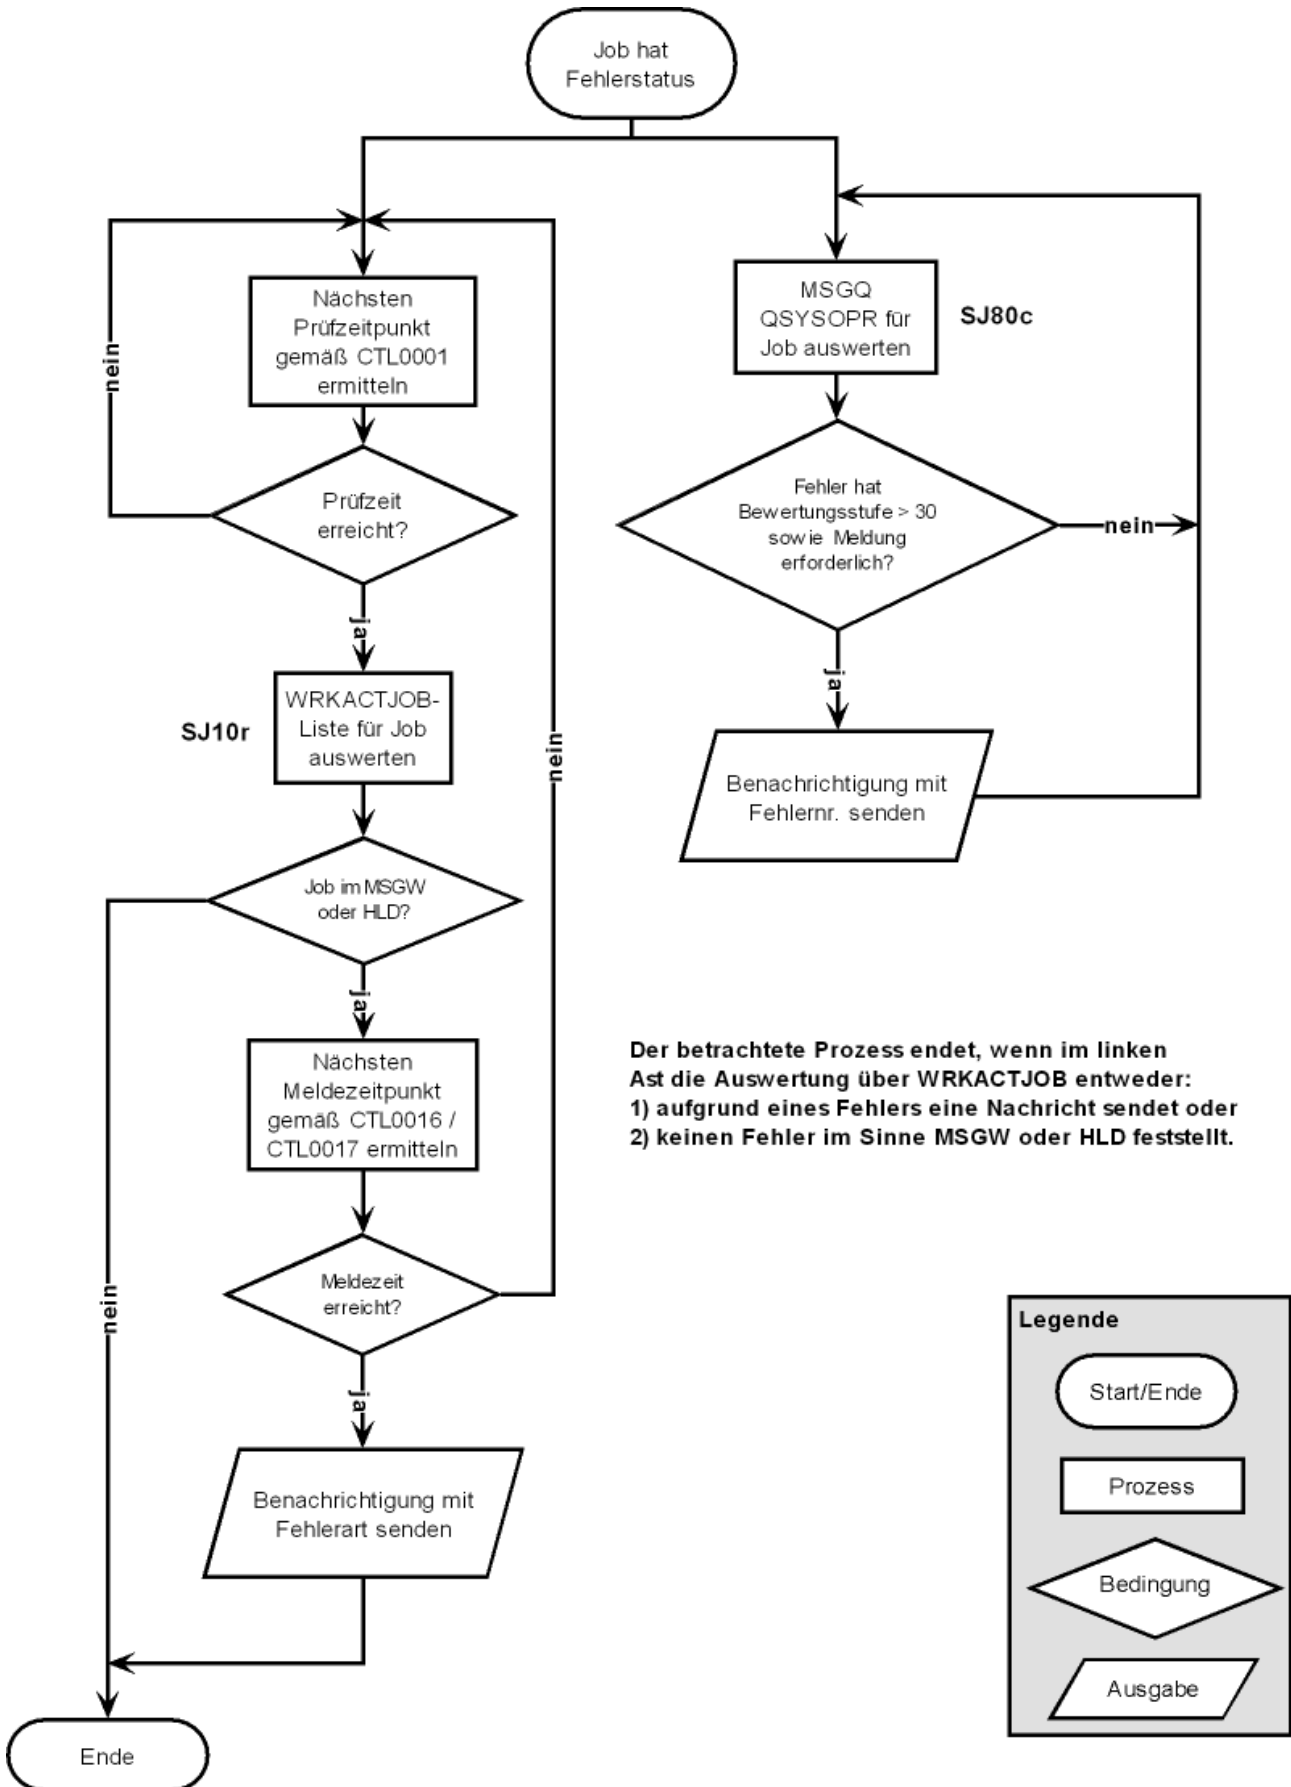 Job hat
Fehlerstatus
Nächsten
Prüfzeitpunkt
gemäß CTL0001
ermitteln
nein
Prüfzeit
erreicht?
ja
SJ10r
WRKACTJOB-
Liste für Job
auswerten
nein
Job im MSGW
oder HLD?
ja
Nächsten
Meldezeitpunkt
gemäß CTL0016 /
CTL0017 ermitteln
nein
Meldezeit
erreicht?
ja
Benachrichtigung mit
Fehlerart senden
Ende
MSGQ
QSYSOPR für
Job auswerten
SJ80c
Fehler hat
Bewertungsstufe > 30
sowie Meldung
erforderlich?
nein
ja
Benachrichtigung mit
Fehlernr. senden
Der betrachtete Prozess endet, wenn im linken
Ast die Auswertung über WRKACTJOB entweder:
1) aufgrund eines Fehlers eine Nachricht sendet oder
2) keinen Fehler im Sinne MSGW oder HLD feststellt.
Legende
Start/Ende
Prozess
Bedingung
Ausgabe